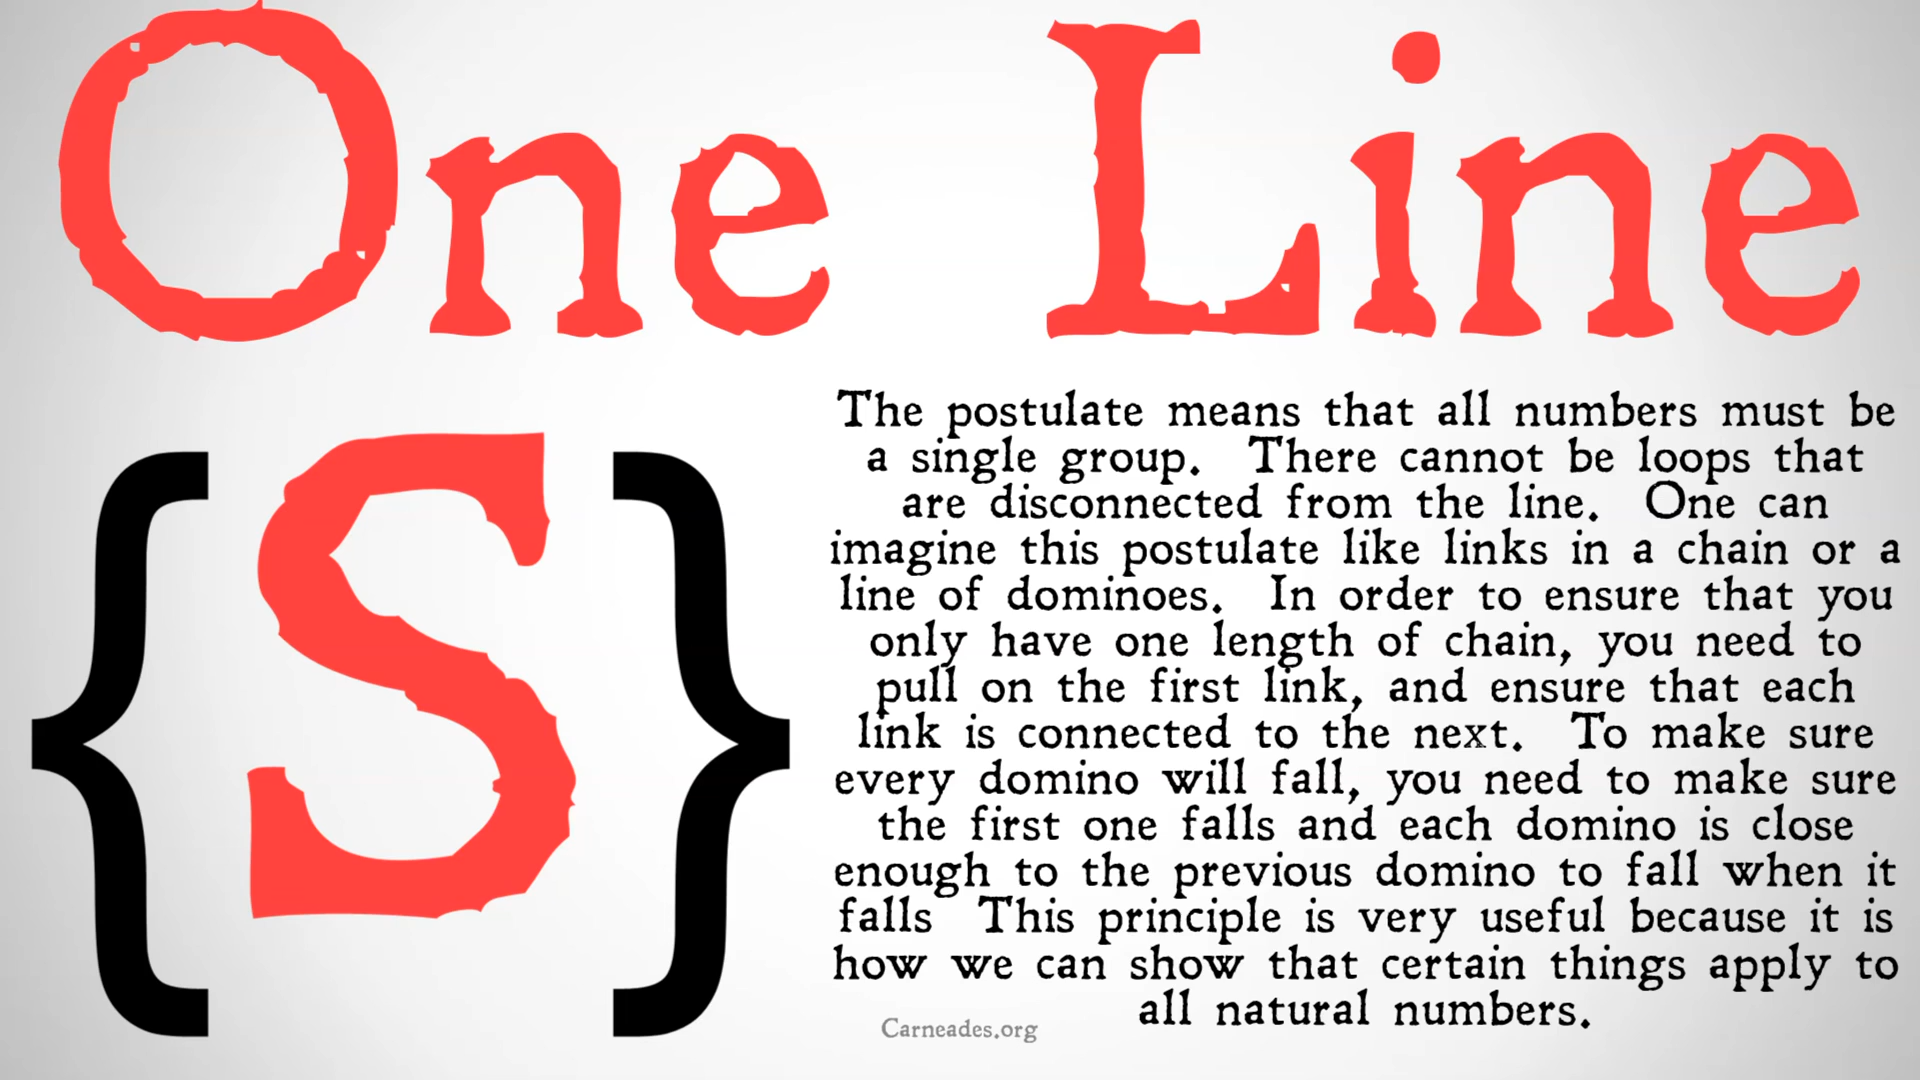 One Line
{S}
The postulate means that all numbers must be
a single group. There cannot be loops that
are disconnected from the line. One can
imagine this postulate like links in a chain or a
line of dominoes. In order to ensure that you
only have one length of chain, you need to
pull on the first link, and ensure that each
link is connected to the next. To make sure
every domino will fall, you need to make sure
the first one falls and each domino is close
enough to the previous domino to fall when it
falls This principle is very useful because it is
how we can show that certain things apply to
all natural numbers.
Carneades.org